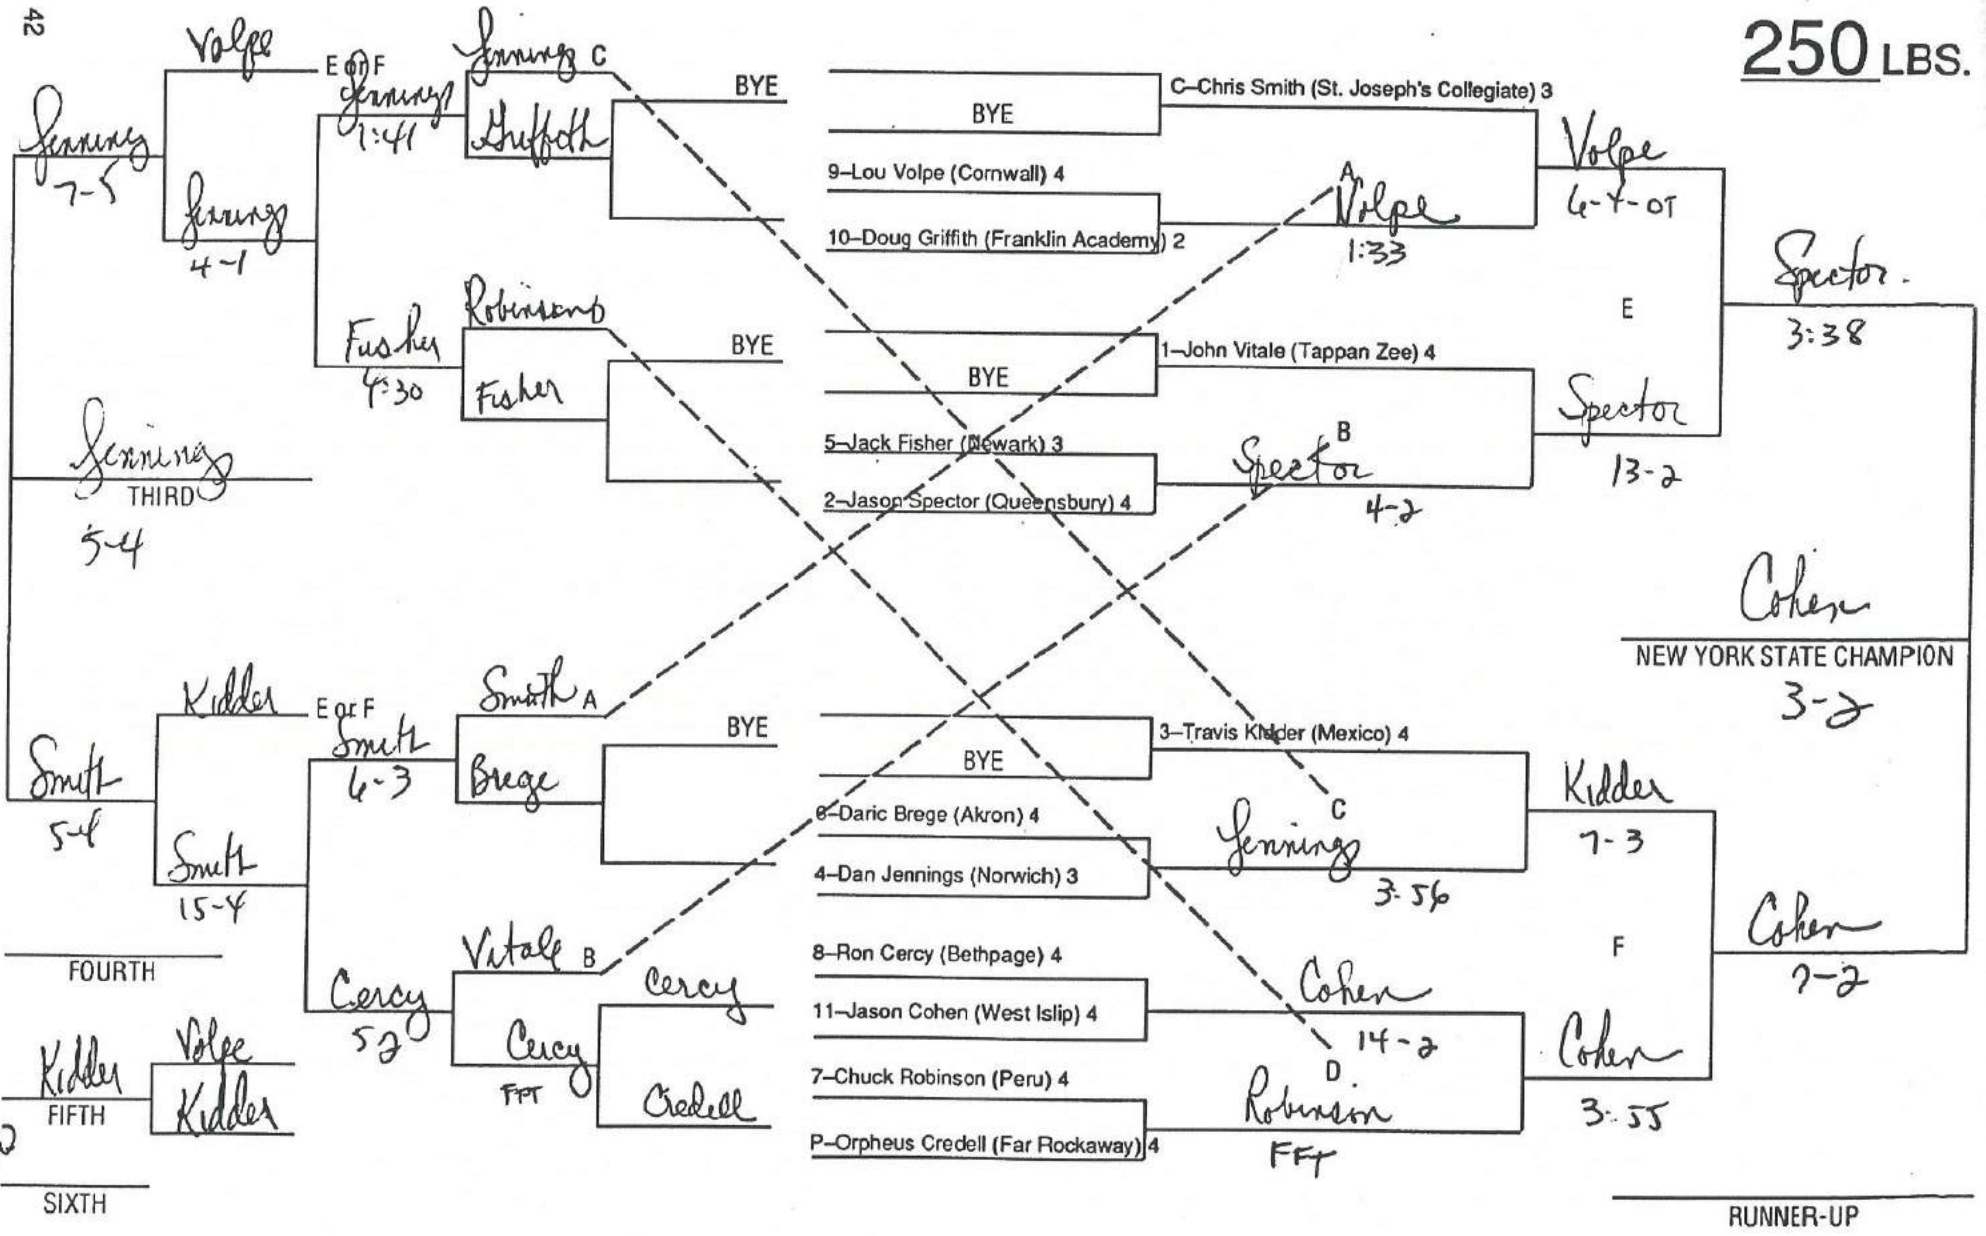 42
250 LBS.
Volpe
E or F
Jennings
7-5
Jennings
4-1
Jennings
1:41
Jennings C
Griffith
BYE
Robinson D
Fisher
4:30
Fisher
BYE
Jennings
THIRD
5-4
Kidder
E or F
Smith
5-4
Smith
15-4
Smith
6-3
Smith A
Brege
BYE
Vitale B
Cercy
5 2
Cercy
FFT
Cercy
Credell
FOURTH
Volpe
Kidder
Kidder
FIFTH
SIXTH
BYE
C–Chris Smith (St. Joseph's Collegiate) 3
9–Lou Volpe (Cornwall) 4
10–Doug Griffith (Franklin Academy) 2
A
Volpe
1:33
Volpe
6-4-OT
BYE
1–John Vitale (Tappan Zee) 4
5–Jack Fisher (Newark) 3
2–Jason Spector (Queensbury) 4
B
Spector
4-2
Spector
13-2
E
Spector.
3:38
BYE
3–Travis Kidder (Mexico) 4
6–Daric Brege (Akron) 4
4–Dan Jennings (Norwich) 3
C
Jennings
3:56
Kidder
7-3
8–Ron Cercy (Bethpage) 4
11–Jason Cohen (West Islip) 4
Cohen
14-2
7–Chuck Robinson (Peru) 4
P–Orpheus Credell (Far Rockaway) 4
D
Robinson
FFT
Cohen
3:55
F
Cohen
7-2
Cohen
NEW YORK STATE CHAMPION
3-2
RUNNER-UP